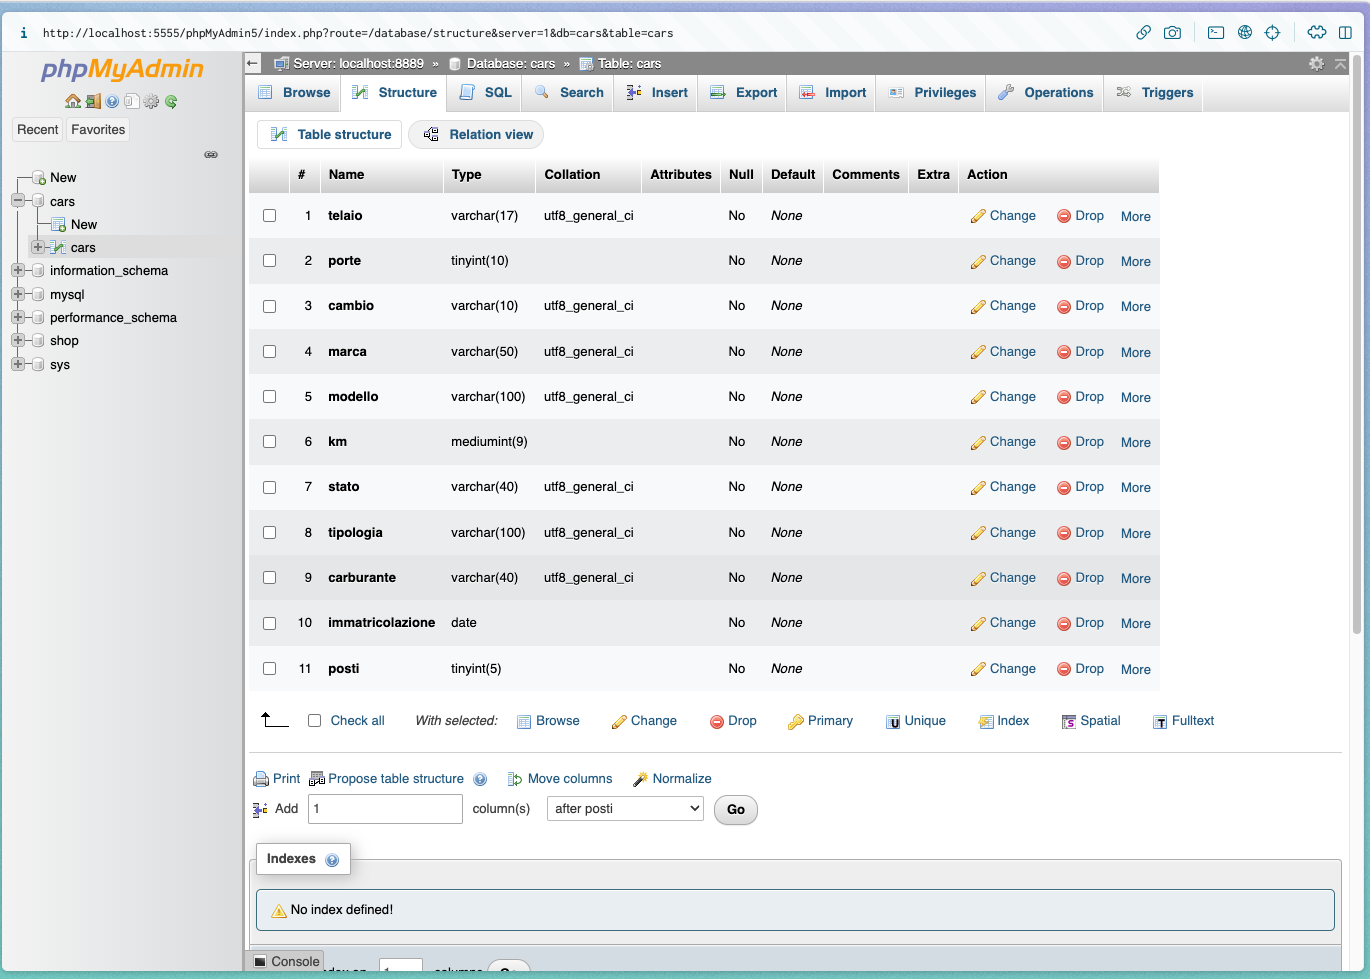 http://localhost:5555/phpMyAdmin5/index.php?route=/database/structure&server=1&db=cars&table=cars
phpMyAdmin
Recent Favorites
New
cars
New
cars
information_schema
mysql
performance_schema
shop
sys
Server: localhost:8889 » Database: cars » Table: cars
Browse Structure SQL Search Insert Export Import Privileges Operations Triggers
Table structure Relation view
# Name Type Collation Attributes Null Default Comments Extra Action
1 telaio varchar(17) utf8_general_ci No None Change Drop More
2 porte tinyint(10) No None Change Drop More
3 cambio varchar(10) utf8_general_ci No None Change Drop More
4 marca varchar(50) utf8_general_ci No None Change Drop More
5 modello varchar(100) utf8_general_ci No None Change Drop More
6 km mediumint(9) No None Change Drop More
7 stato varchar(40) utf8_general_ci No None Change Drop More
8 tipologia varchar(100) utf8_general_ci No None Change Drop More
9 carburante varchar(40) utf8_general_ci No None Change Drop More
10 immatricolazione date No None Change Drop More
11 posti tinyint(5) No None Change Drop More
Check all With selected: Browse Change Drop Primary Unique Index Spatial Fulltext
Print Propose table structure Move columns Normalize
Add 1 column(s) after posti Go
Indexes
No index defined!
Console